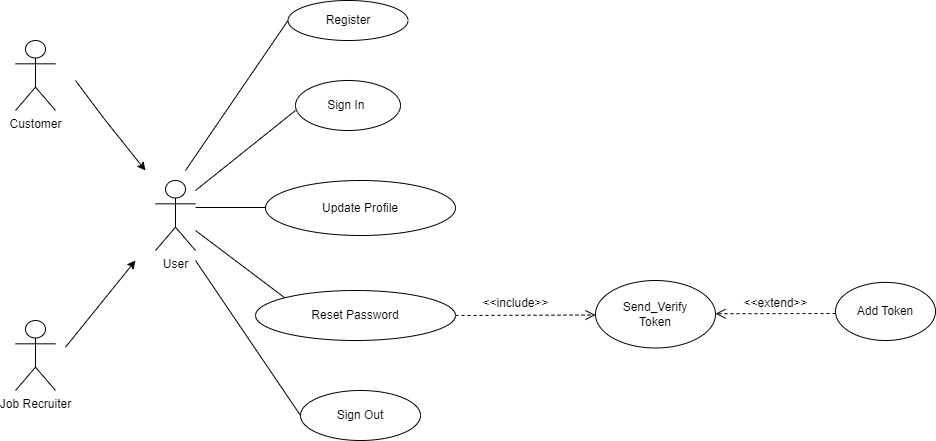 Register
Customer
Sign In
User
Update Profile
Reset Password
<<include>>
Send_Verify
Token
<<extend>>
Add Token
Job Recruiter
Sign Out